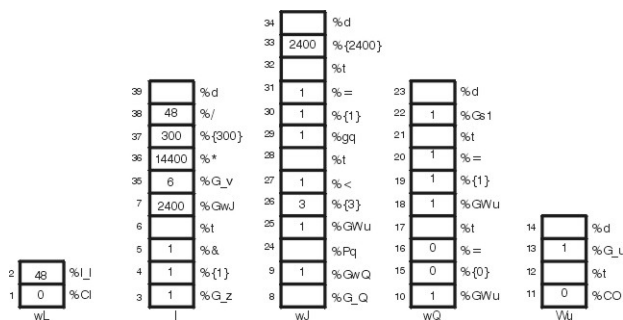 34 %d
33 2400 %{2400}
32 %t
31 1 %=
30 1 %{1}
29 1 %gq
28 %t
27 1 %<
26 3 %{3}
25 1 %GWu
24 %Pq
9 1 %GwQ
8 %G_Q
wJ
39 %d
38 48 %/
37 300 %{300}
36 14400 %*
35 6 %G_v
7 2400 %GwJ
6 %t
5 1 %&
4 1 %{1}
3 1 %G_z
I
23 %d
22 1 %Gs1
21 %t
20 1 %=
19 1 %{1}
18 1 %GWu
17 %t
16 0 %=
15 0 %{0}
10 1 %GWu
wQ
14 %d
13 1 %G_u
12 %t
11 0 %CO
Wu
2 48 %I_I
1 0 %CI
wL